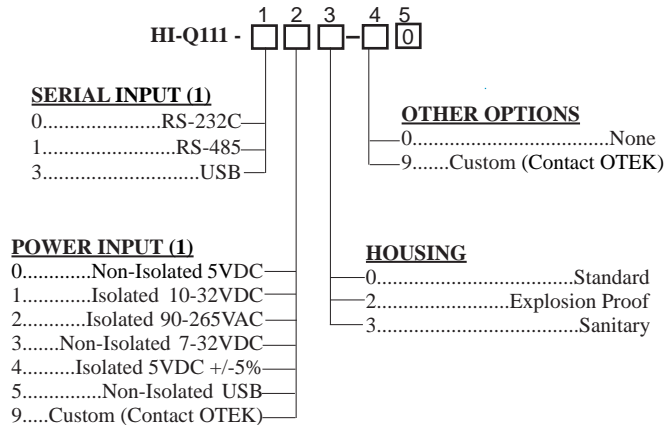 1 2 3 4 5
HI-Q111 - – 0
SERIAL INPUT (1)
0.....................RS-232C
1......................RS-485
3..........................USB
OTHER OPTIONS
0...................................None
9.......Custom (Contact OTEK)
POWER INPUT (1)
0............Non-Isolated 5VDC
1...........Isolated 10-32VDC
2..........Isolated 90-265VAC
3......Non-Isolated 7-32VDC
4..........Isolated 5VDC +/-5%
5...............Non-Isolated USB
9.....Custom (Contact OTEK)
HOUSING
0.................................Standard
2......................Explosion Proof
3..................................Sanitary